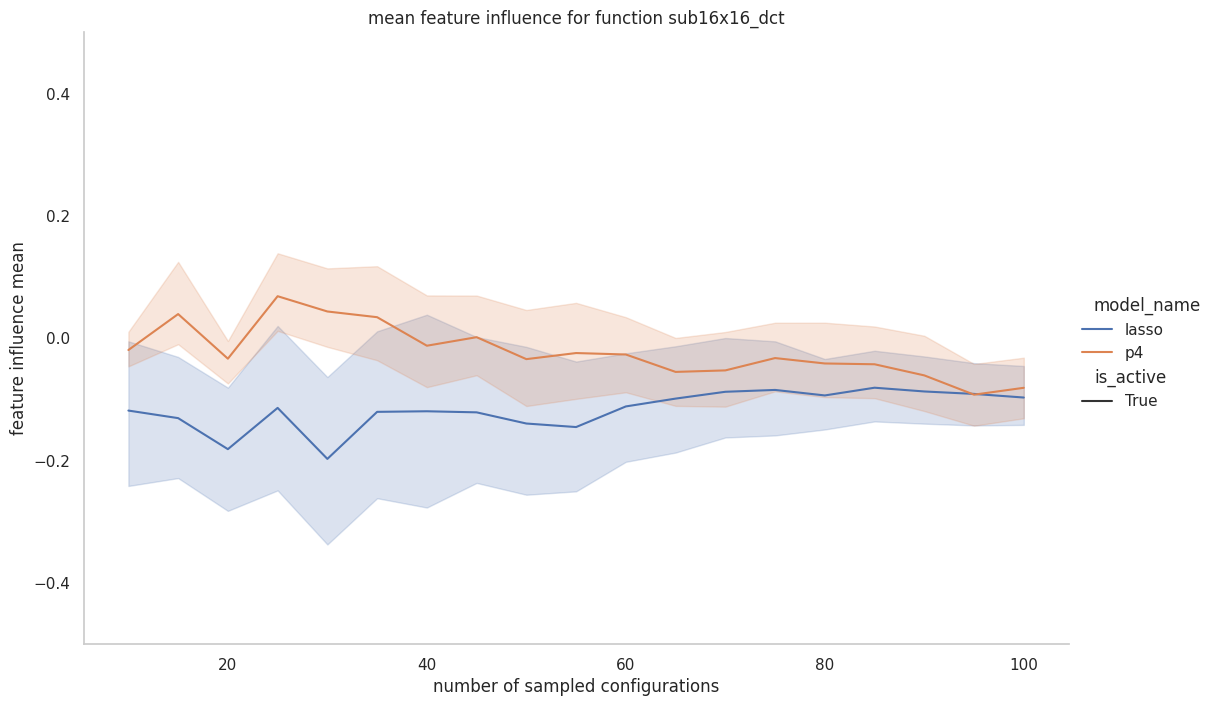 mean feature influence for function sub16x16_dct
feature influence mean
0.4
0.2
0.0
−0.2
−0.4
20
40
60
80
100
number of sampled configurations
model_name
lasso
p4
is_active
True